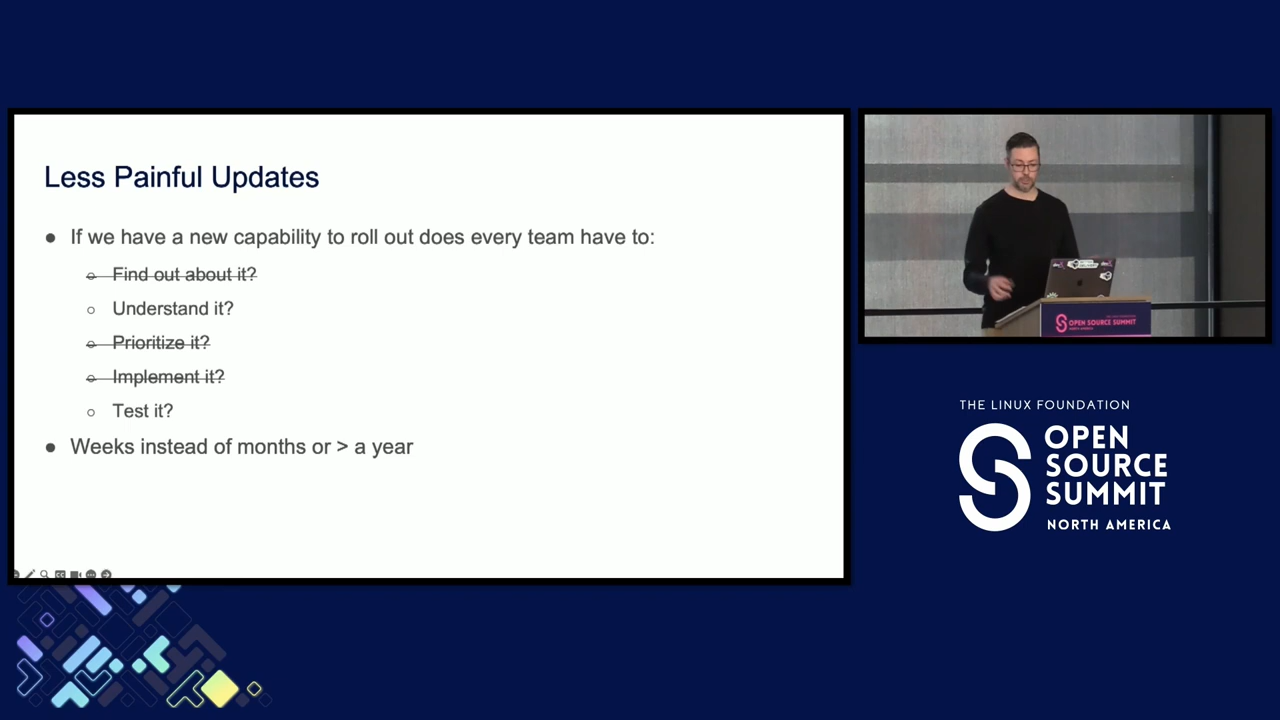 Less Painful Updates
● If we have a new capability to roll out does every team have to:
○ Find out about it?
○ Understand it?
○ Prioritize it?
○ Implement it?
○ Test it?
● Weeks instead of months or > a year
OPEN SOURCE SUMMIT
NORTH AMERICA
THE LINUX FOUNDATION
OPEN
SOURCE
SUMMIT
NORTH AMERICA